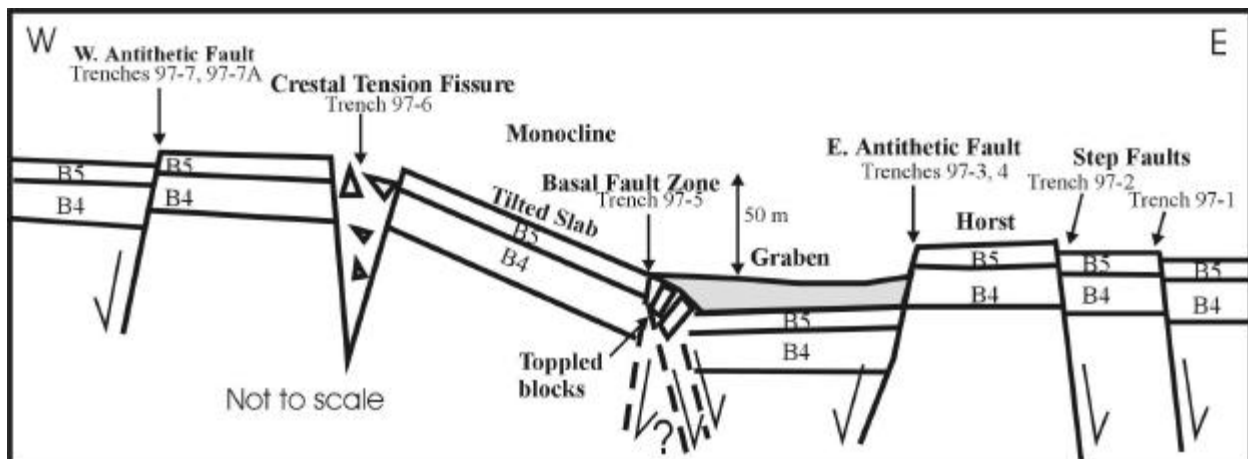 W
E
W. Antithetic Fault
Trenches 97-7, 97-7A
Crestal Tension Fissure
Trench 97-6
Monocline
Basal Fault Zone
Trench 97-5
50 m
Graben
E. Antithetic Fault
Trenches 97-3, 4
Step Faults
Trench 97-2
Trench 97-1
Horst
Tilted Slab
B5
B4
B5
B4
B5
B4
B5
B4
B5
B4
B5
B4
B5
B4
Toppled
blocks
Not to scale
?